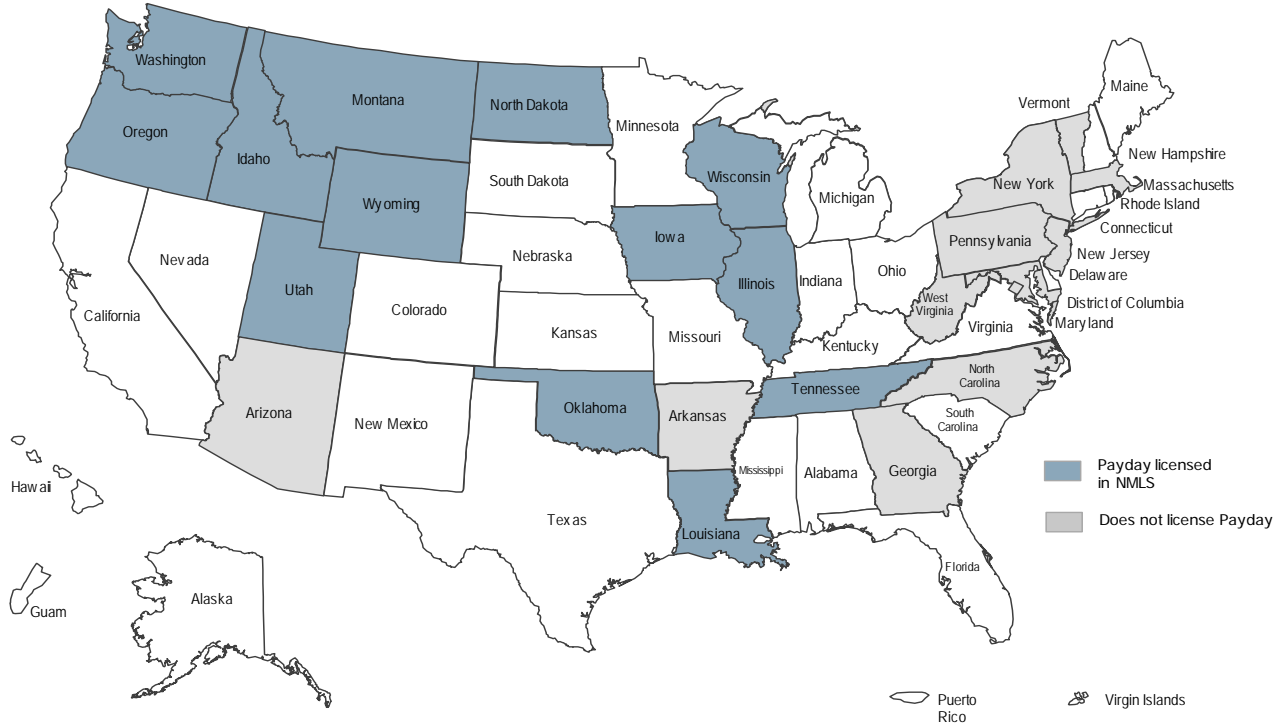 Washington
Montana
North Dakota
Minnesota
Maine
Vermont
Oregon
Idaho
Wisconsin
New Hampshire
South Dakota
Michigan
New York
Massachusetts
Wyoming
Rhode Island
Connecticut
Iowa
Pennsylvania
New Jersey
Nevada
Nebraska
Ohio
Delaware
Utah
Illinois
Indiana
West
Virginia
District of Columbia
California
Colorado
Maryland
Kansas
Missouri
Virginia
Kentucky
North
Carolina
Tennessee
Arizona
Oklahoma
Arkansas
New Mexico
South
Carolina
Mississippi
Alabama
Georgia
Payday licensed
in NMLS
Hawaii
Texas
Louisiana
Does not license Payday
Florida
Alaska
Guam
Puerto
Rico
Virgin Islands